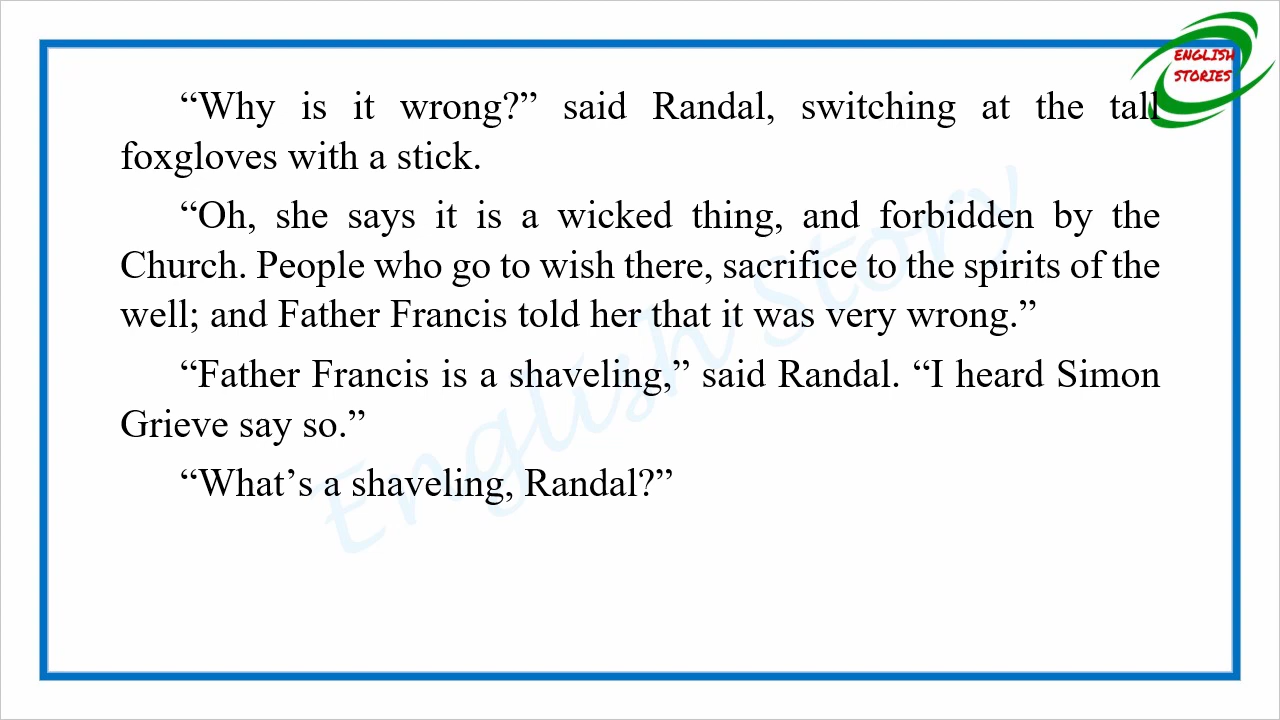 ENGLISH
STORIES
“Why is it wrong?” said Randal, switching at the tall
foxgloves with a stick.
“Oh, she says it is a wicked thing, and forbidden by the
Church. People who go to wish there, sacrifice to the spirits of the
well; and Father Francis told her that it was very wrong.”
“Father Francis is a shaveling,” said Randal. “I heard Simon
Grieve say so.”
“What’s a shaveling, Randal?”
English Story